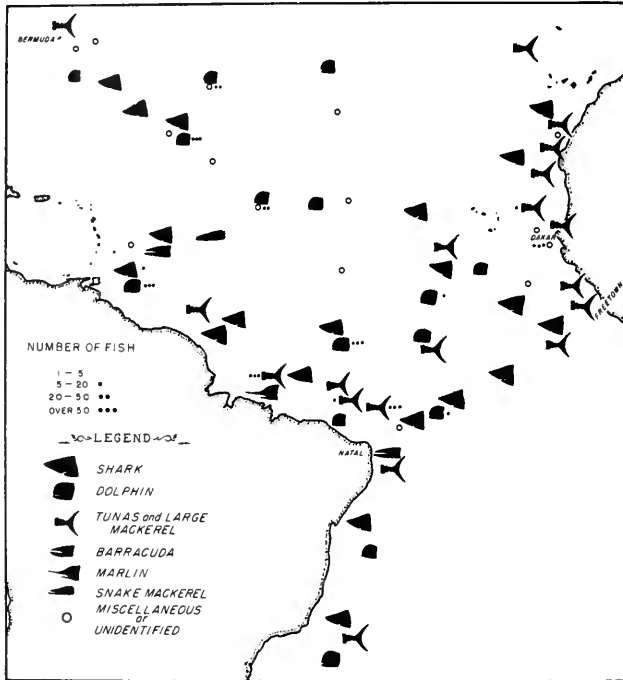 BERMUDA
DAKAR
FREETOWN
NUMBER OF FISH
1 - 5
5 - 20 •
20 - 50 ••
OVER 50 •••
LEGEND
SHARK
DOLPHIN
TUNAS and LARGE
MACKEREL
NATAL
BARRACUDA
MARLIN
SNAKE MACKEREL
MISCELLANEOUS
or
UNIDENTIFIED